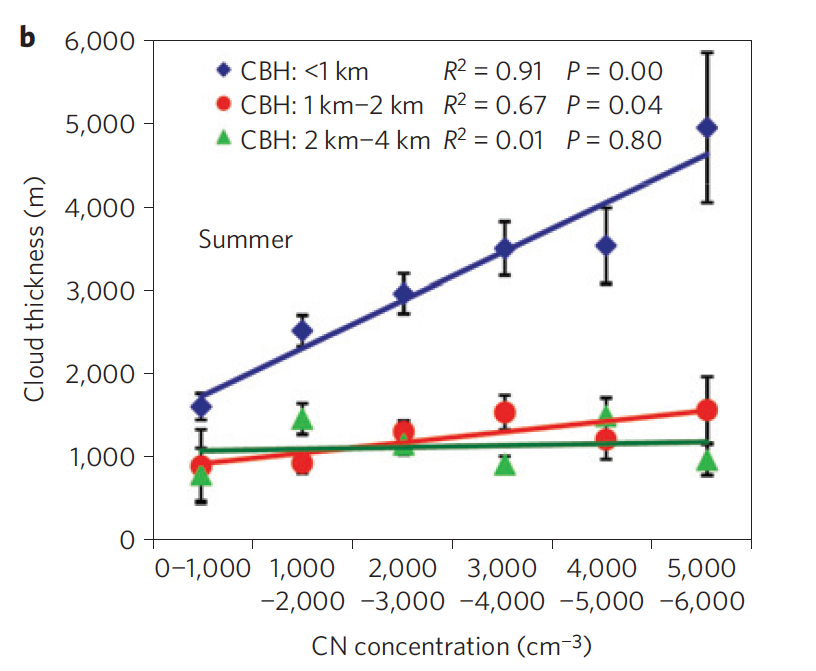 b
6,000
5,000
4,000
3,000
2,000
1,000
0
Cloud thickness (m)
CBH: <1 km R² = 0.91 P = 0.00
CBH: 1 km–2 km R² = 0.67 P = 0.04
CBH: 2 km–4 km R² = 0.01 P = 0.80
Summer
0–1,000 1,000 2,000 3,000 4,000 5,000
–2,000 –3,000 –4,000 –5,000 –6,000
CN concentration (cm⁻³)